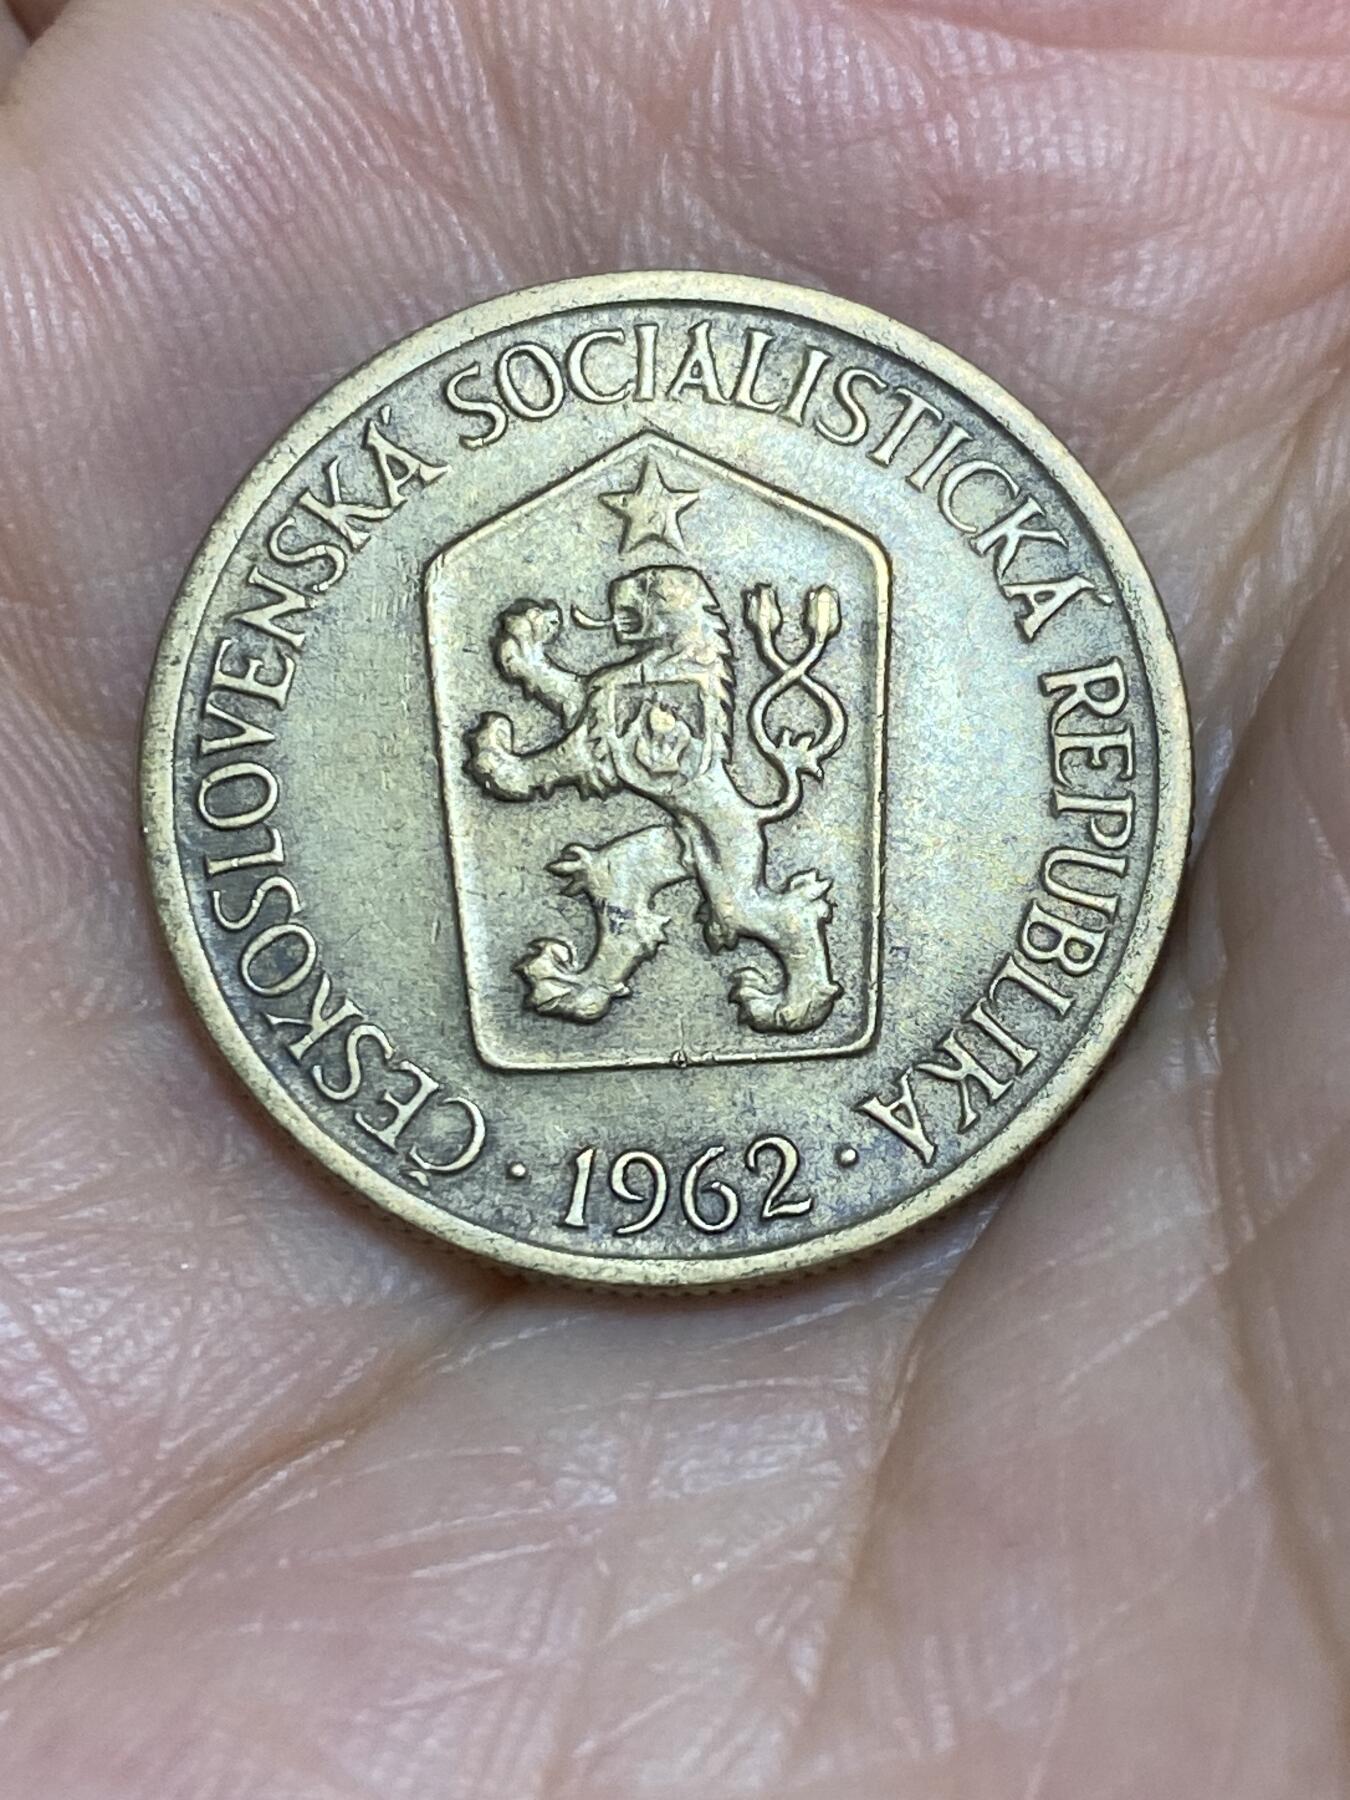 ČESKOSLOVENSKÁ SOCIALISTICKÁ REPUBLIKA
· 1962 ·